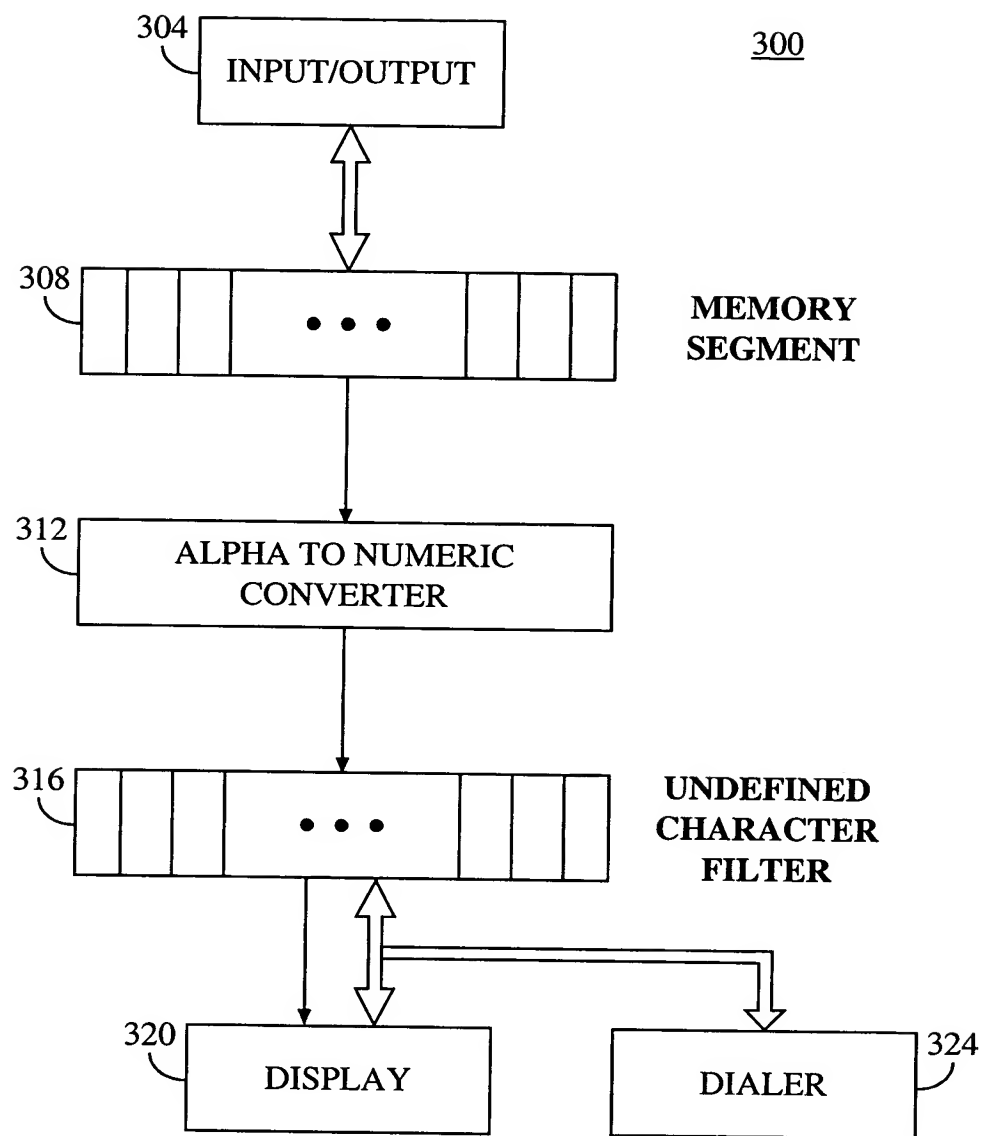 304
INPUT/OUTPUT
300
308
MEMORY
SEGMENT
312
ALPHA TO NUMERIC
CONVERTER
316
UNDEFINED
CHARACTER
FILTER
320
DISPLAY
DIALER
324